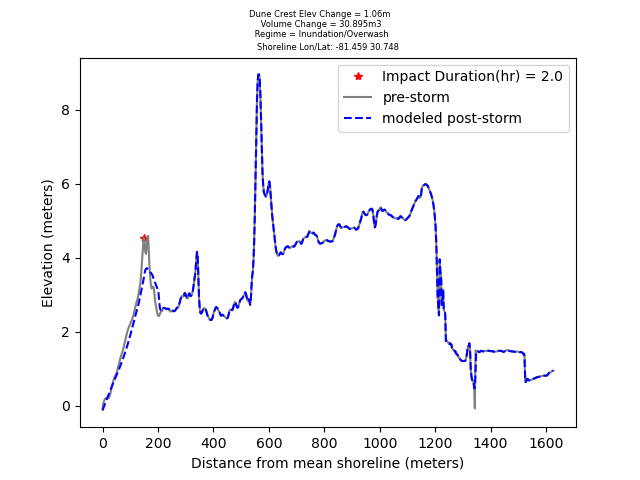 Dune Crest Elev Change = 1.06m
Volume Change = 30.895m3
Regime = Inundation/Overwash
Shoreline Lon/Lat: -81.459 30.748
Impact Duration(hr) = 2.0
pre-storm
modeled post-storm
Elevation (meters)
8
6
4
2
0
0 200 400 600 800 1000 1200 1400 1600
Distance from mean shoreline (meters)